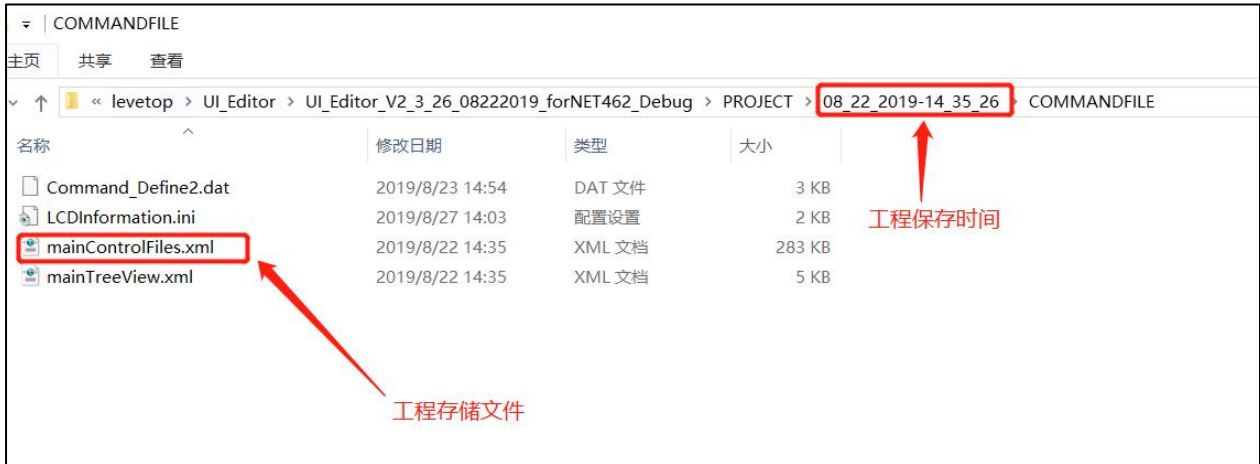 COMMANDFILE
主页 共享 查看
« levetop > UI_Editor > UI_Editor_V2_3_26_08222019_forNET462_Debug > PROJECT > 08_22_2019-14_35_26 > COMMANDFILE
名称 修改日期 类型 大小
Command_Define2.dat 2019/8/23 14:54 DAT 文件 3 KB
LCDInformation.ini 2019/8/27 14:03 配置设置 2 KB
mainControlFiles.xml 2019/8/22 14:35 XML 文档 283 KB
mainTreeView.xml 2019/8/22 14:35 XML 文档 5 KB
工程保存时间
工程存储文件